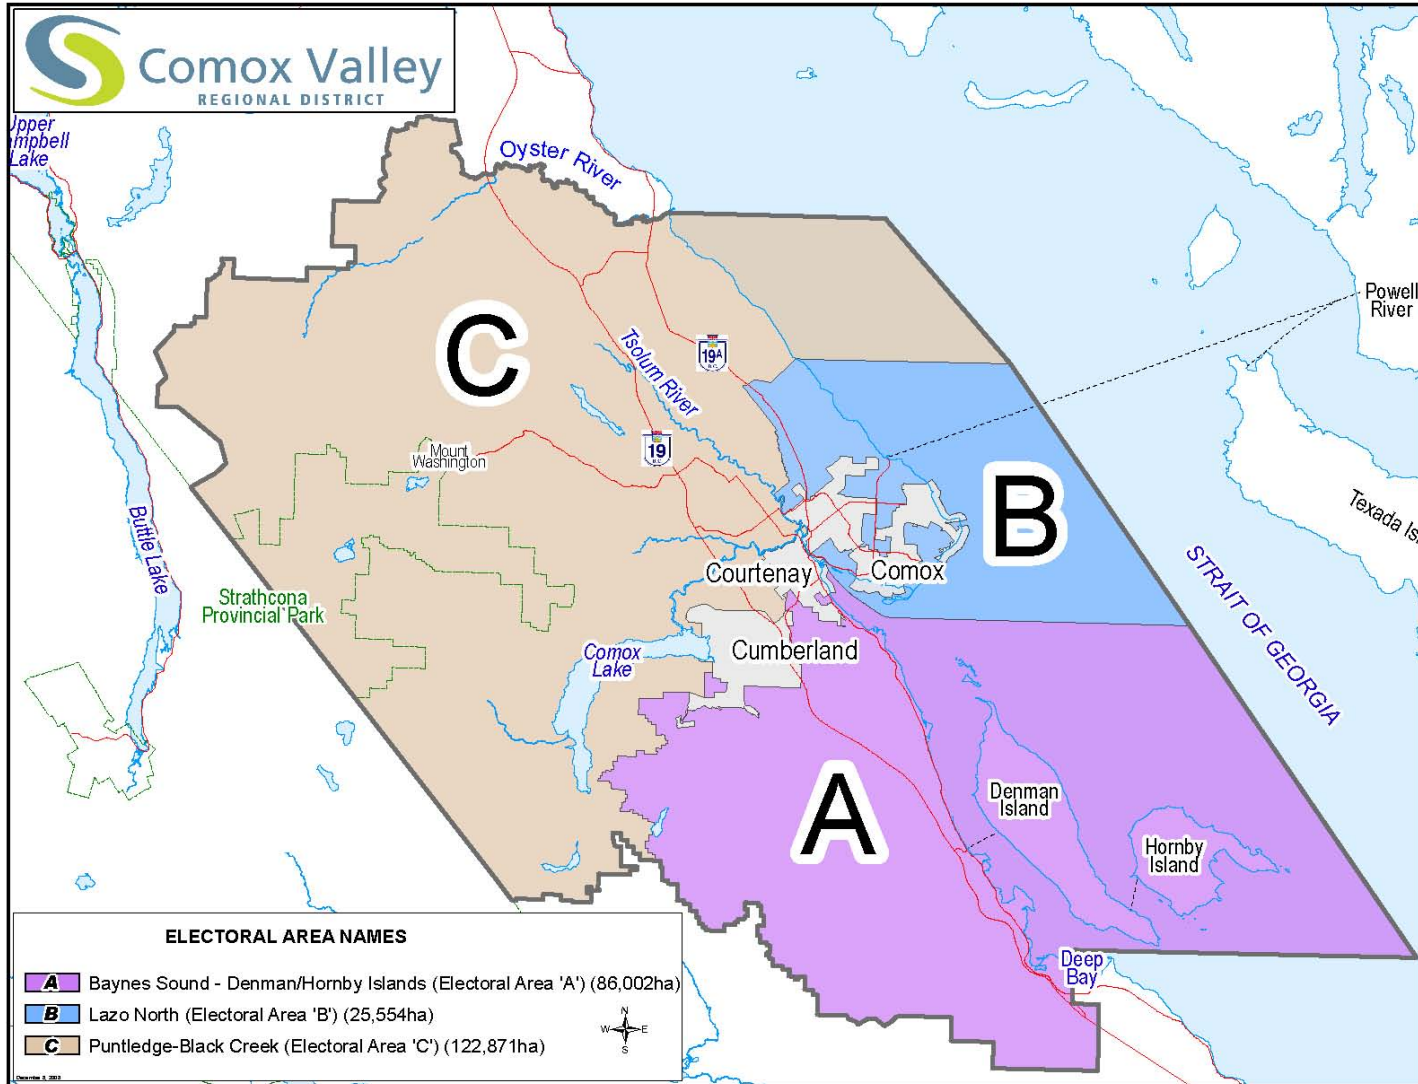 Comox Valley
REGIONAL DISTRICT
Upper
Campbell
Lake
Oyster River
Powell
River
C
Tsolum River
19A
B.C.
19
B.C.
Mount
Washington
Texada Is.
B
Buttle Lake
STRAIT OF GEORGIA
Courtenay
Comox
Strathcona
Provincial Park
Comox
Lake
Cumberland
A
Denman
Island
Hornby
Island
Deep
Bay
ELECTORAL AREA NAMES
A Baynes Sound - Denman/Hornby Islands (Electoral Area 'A') (86,002ha)
B Lazo North (Electoral Area 'B') (25,554ha)
C Puntledge-Black Creek (Electoral Area 'C') (122,871ha)
N
W E
S